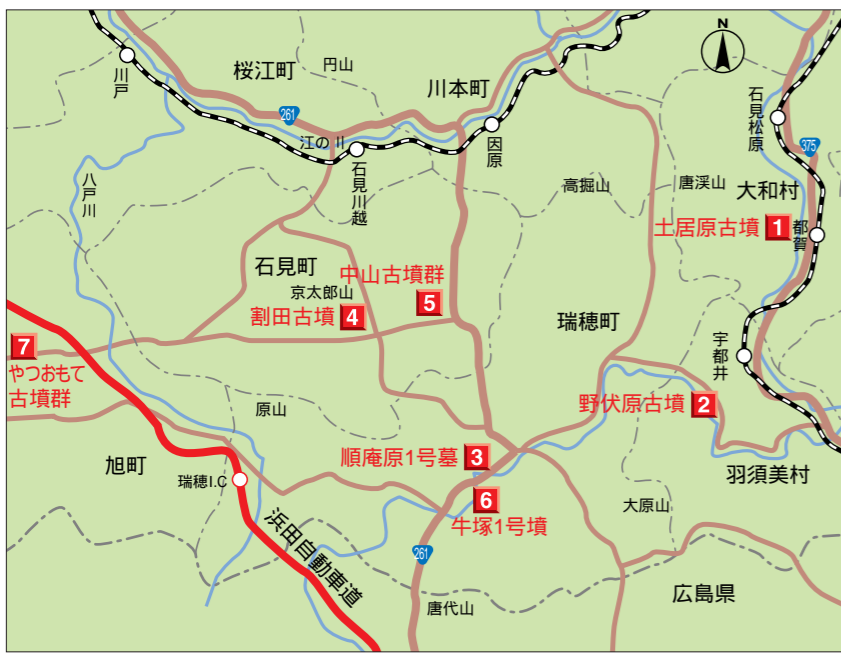 N
桜江町
円山
川戸
川本町
261
江の川
石見川越
因原
石見松原
375
高掘山
唐渓山
大和村
八戸川
土居原古墳 1
都賀
石見町
中山古墳群
5
京太郎山
割田古墳 4
瑞穂町
7
やつおもて
古墳群
宇都井
野伏原古墳 2
原山
旭町
順庵原1号墓 3
羽須美村
瑞穂I.C
6
牛塚1号墳
大原山
浜田自動車道
261
唐代山
広島県